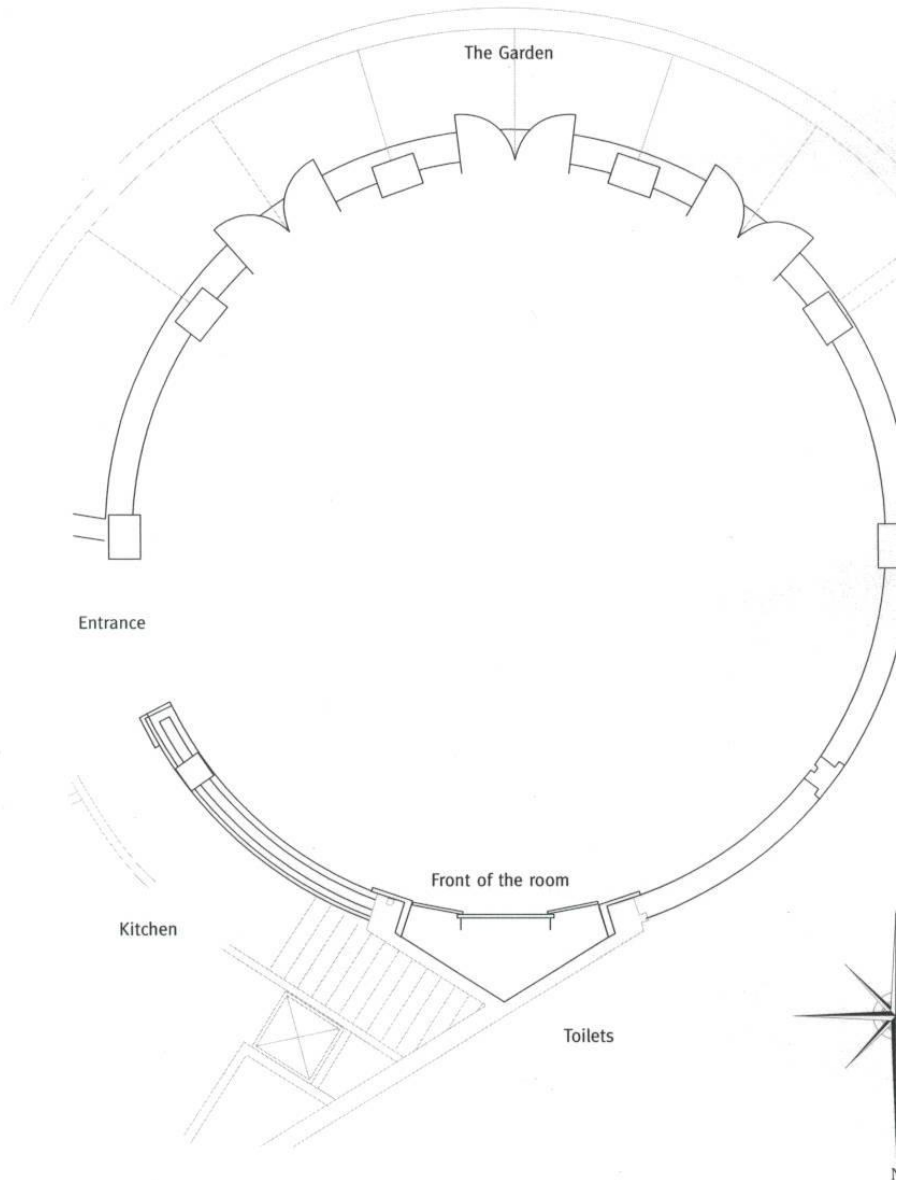 The Garden
Entrance
Front of the room
Kitchen
Toilets
N